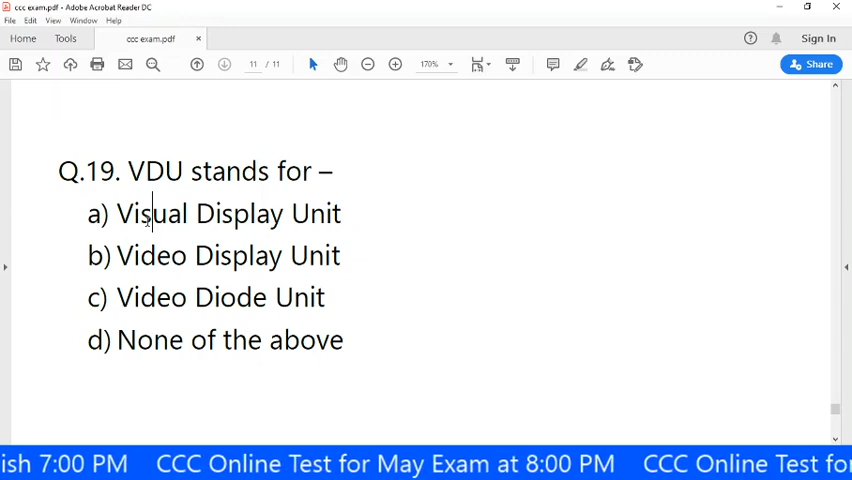 ccc exam.pdf - Adobe Acrobat Reader DC
File Edit View Window Help
Home Tools ccc exam.pdf × Sign In
11 / 11 170% Share
Q.19. VDU stands for –
a) Visual Display Unit
b) Video Display Unit
c) Video Diode Unit
d) None of the above
ish 7:00 PM CCC Online Test for May Exam at 8:00 PM CCC Online Test for